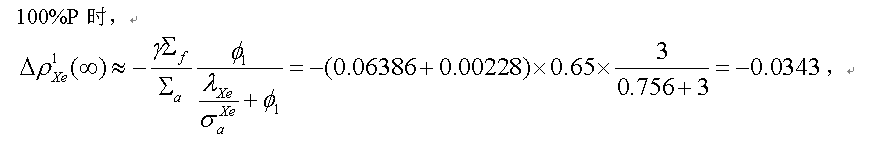 100%P 时，
Δρ¹_Xe(∞) ≈ −(γΣ_f / Σ_a) (ϕ₁ / (λ_Xe / σ_a^Xe + ϕ₁)) = −(0.06386 + 0.00228) × 0.65 × (3 / (0.756 + 3)) = −0.0343，